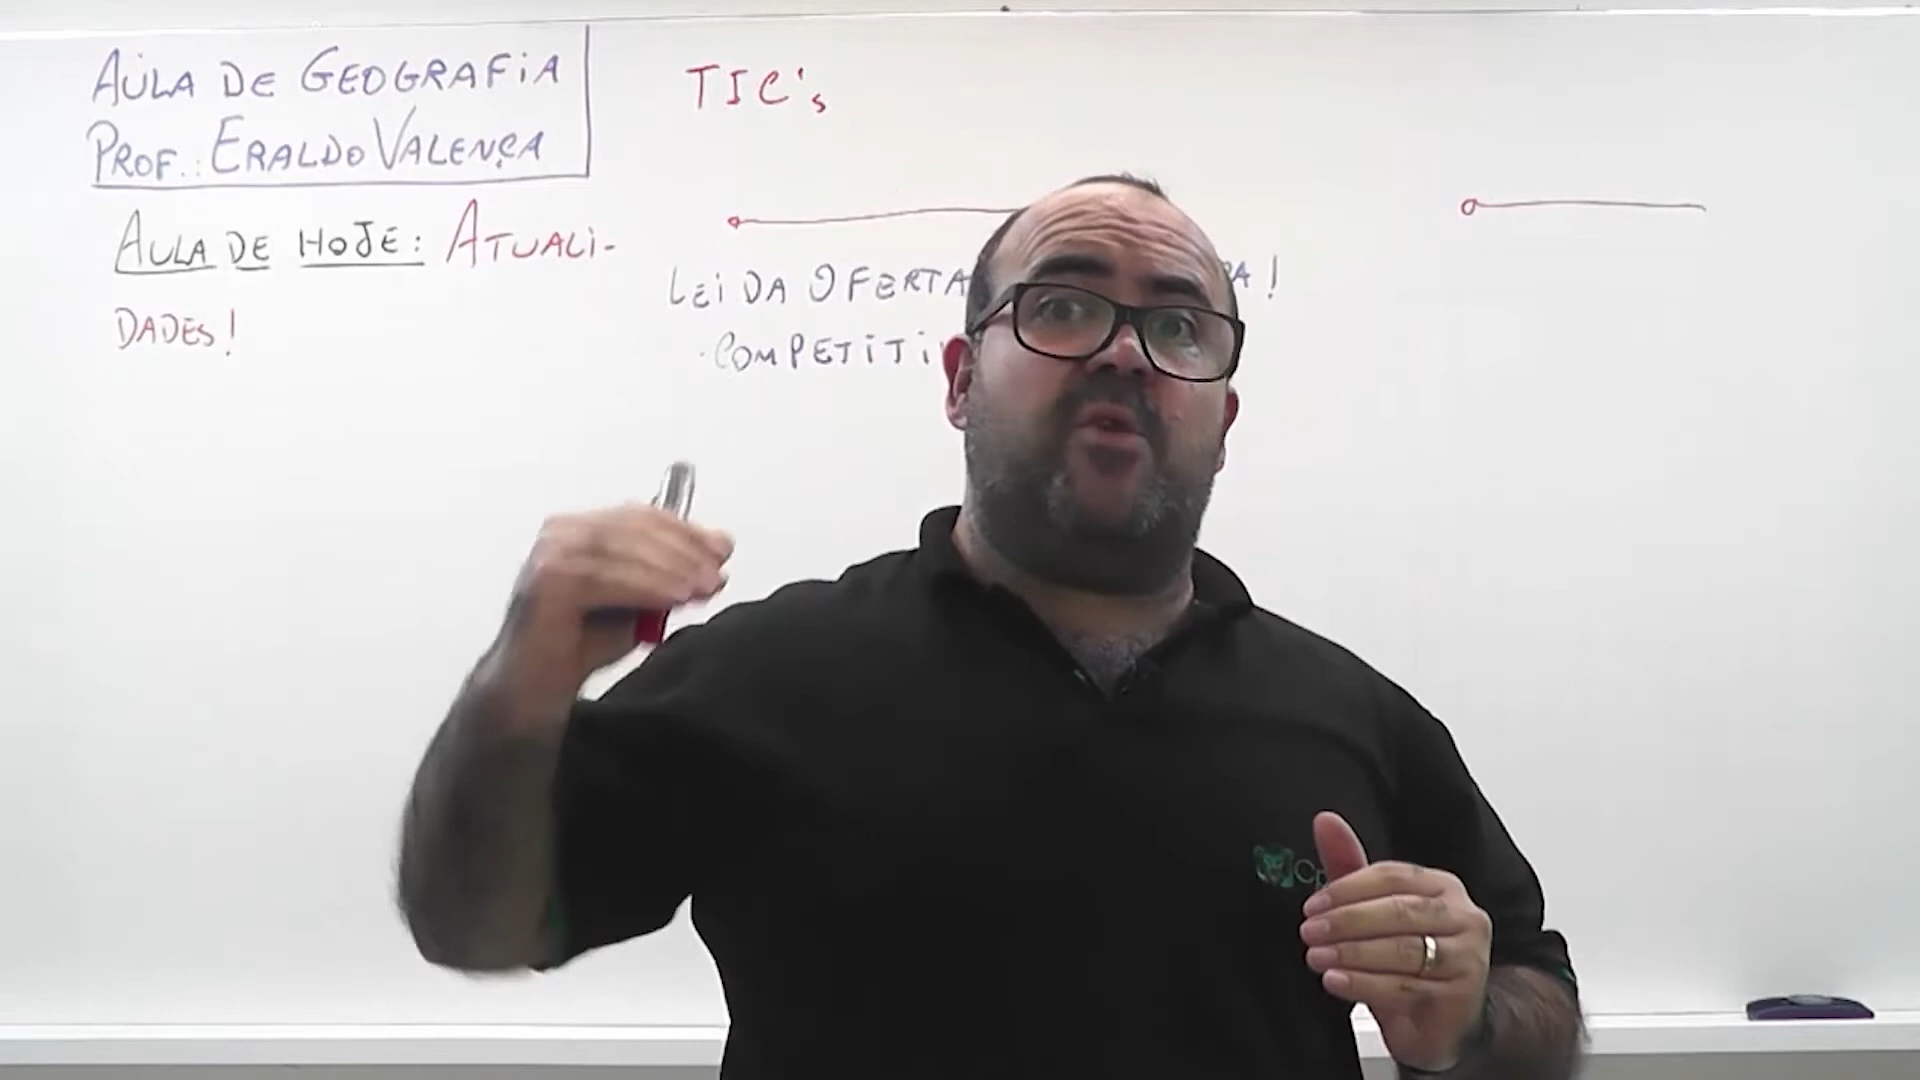 AULA DE GEOGRAFIA
PROF.: ERALDO VALENÇA
AULA DE HOJE: ATUALI-
DADES!
TIC's
LEI DA OFERTA
!
COMPETITI